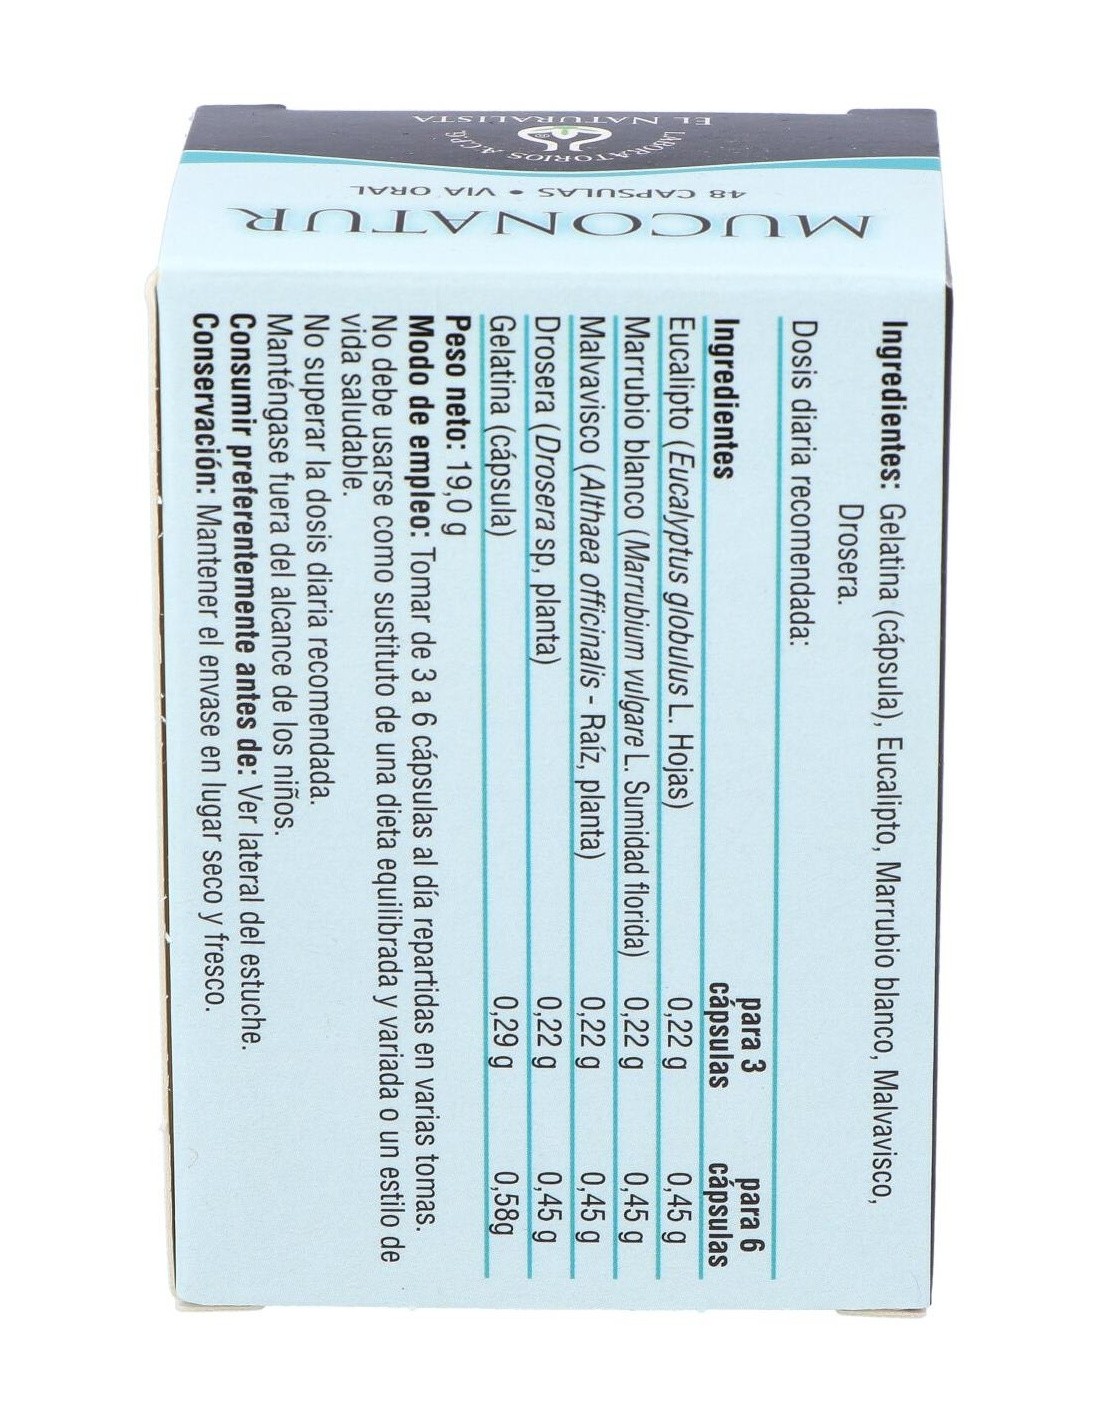 EL NATURALISTA
LABORATORIOS A.C.P.G.
48 CAPSULAS • VIA ORAL
MUCONATUR
Ingredientes: Gelatina (cápsula), Eucalipto, Marrubio blanco, Malvavisco,
Drosera.
Dosis diaria recomendada:
Ingredientes para 3 cápsulas para 6 cápsulas
Eucalipto (Eucalyptus globulus L. Hojas) 0,22 g 0,45 g
Marrubio blanco (Marrubium vulgare L. Sumidad florida) 0,22 g 0,45 g
Malvavisco (Althaea officinalis - Raíz, planta) 0,22 g 0,45 g
Drosera (Drosera sp, planta) 0,22 g 0,45 g
Gelatina (cápsula) 0,29 g 0,58g
Peso neto: 19,0 g
Modo de empleo: Tomar de 3 a 6 cápsulas al día repartidas en varias tomas.
No debe usarse como sustituto de una dieta equilibrada y variada o un estilo de
vida saludable.
No superar la dosis diaria recomendada.
Manténgase fuera del alcance de los niños.
Consumir preferentemente antes de: Ver lateral del estuche.
Conservación: Mantener el envase en lugar seco y fresco.